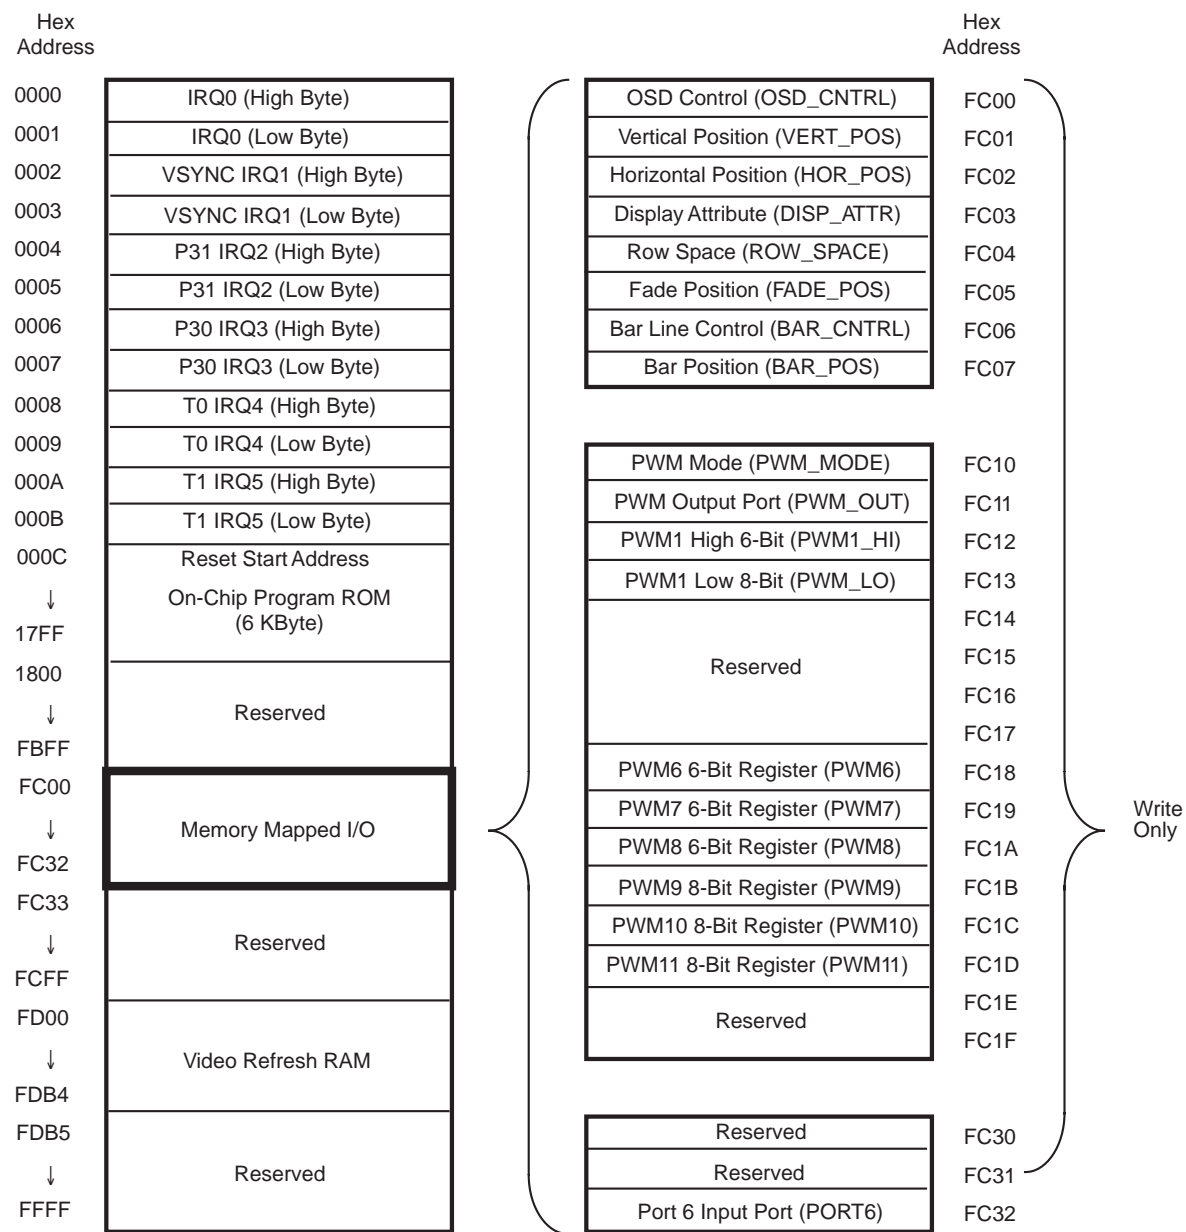 Hex
Address
0000 IRQ0 (High Byte)
0001 IRQ0 (Low Byte)
0002 VSYNC IRQ1 (High Byte)
0003 VSYNC IRQ1 (Low Byte)
0004 P31 IRQ2 (High Byte)
0005 P31 IRQ2 (Low Byte)
0006 P30 IRQ3 (High Byte)
0007 P30 IRQ3 (Low Byte)
0008 T0 IRQ4 (High Byte)
0009 T0 IRQ4 (Low Byte)
000A T1 IRQ5 (High Byte)
000B T1 IRQ5 (Low Byte)
000C Reset Start Address
↓ On-Chip Program ROM
(6 KByte)
17FF
1800
↓ Reserved
FBFF
FC00
↓ Memory Mapped I/O
FC32
FC33
↓ Reserved
FCFF
FD00
↓ Video Refresh RAM
FDB4
FDB5
↓ Reserved
FFFF
Hex
Address
OSD Control (OSD_CNTRL) FC00
Vertical Position (VERT_POS) FC01
Horizontal Position (HOR_POS) FC02
Display Attribute (DISP_ATTR) FC03
Row Space (ROW_SPACE) FC04
Fade Position (FADE_POS) FC05
Bar Line Control (BAR_CNTRL) FC06
Bar Position (BAR_POS) FC07
PWM Mode (PWM_MODE) FC10
PWM Output Port (PWM_OUT) FC11
PWM1 High 6-Bit (PWM1_HI) FC12
PWM1 Low 8-Bit (PWM_LO) FC13
FC14
Reserved FC15
FC16
FC17
PWM6 6-Bit Register (PWM6) FC18
PWM7 6-Bit Register (PWM7) FC19
PWM8 6-Bit Register (PWM8) FC1A
PWM9 8-Bit Register (PWM9) FC1B
PWM10 8-Bit Register (PWM10) FC1C
PWM11 8-Bit Register (PWM11) FC1D
Reserved FC1E
FC1F
Reserved FC30
Reserved FC31
Port 6 Input Port (PORT6) FC32
Write
Only